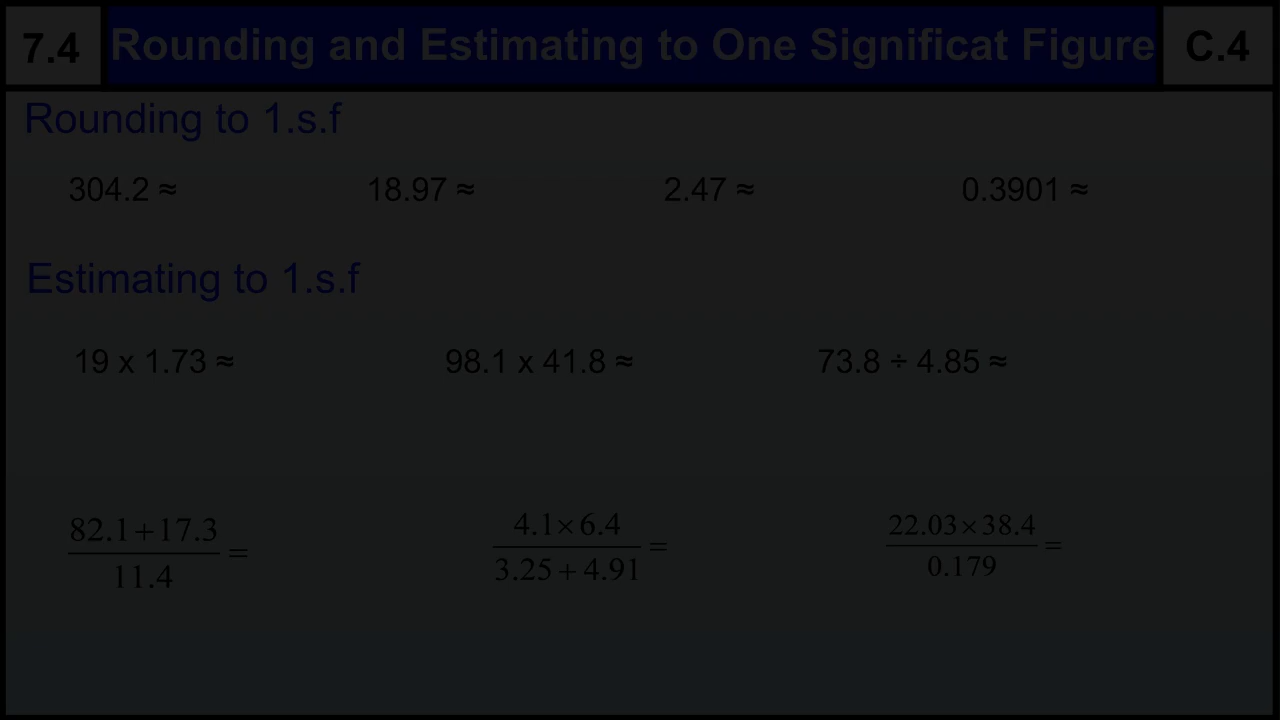 7.4 Rounding and Estimating to One Significat Figure C.4
Rounding to 1.s.f
304.2 ≈ 18.97 ≈ 2.47 ≈ 0.3901 ≈
Estimating to 1.s.f
19 x 1.73 ≈ 98.1 x 41.8 ≈ 73.8 ÷ 4.85 ≈
82.1+17.3
11.4
=
4.1×6.4
3.25+4.91
=
22.03×38.4
0.179
=